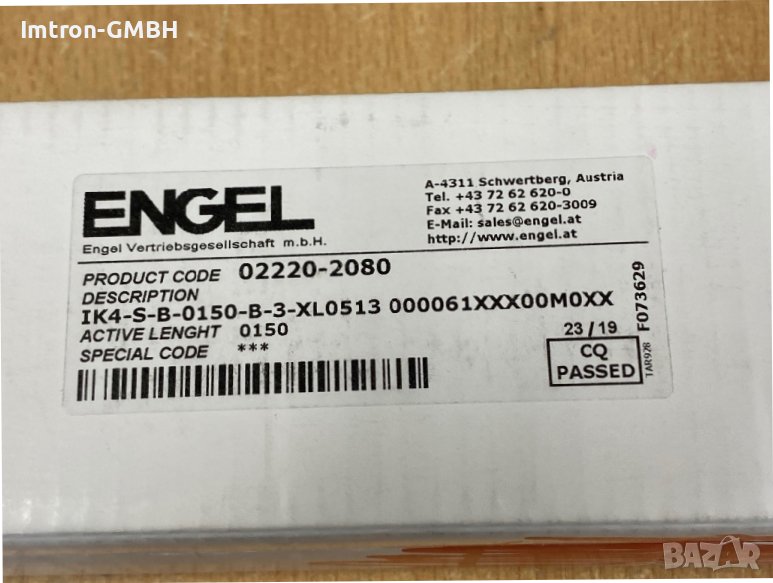 Imtron-GMBH
ENGEL
Engel Vertriebsgesellschaft m.b.H.
A-4311 Schwertberg, Austria
Tel. +43 72 62 620-0
Fax +43 72 62 620-3009
E-Mail: sales@engel.at
http://www.engel.at
PRODUCT CODE 02220-2080
DESCRIPTION
IK4-S-B-0150-B-3-XL0513 000061XXX00M0XX
ACTIVE LENGHT 0150
SPECIAL CODE ***
23/19
CQ
PASSED
TAR928 F073629
BAZAR